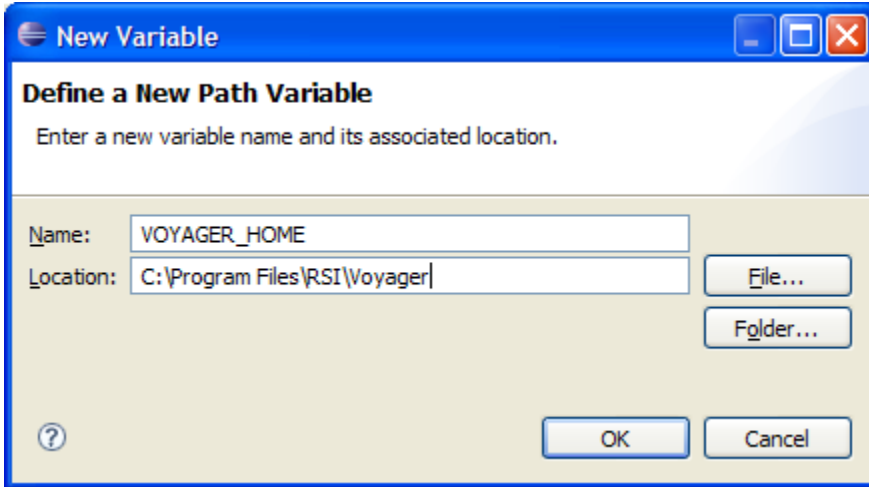 New Variable
Define a New Path Variable
Enter a new variable name and its associated location.
Name: VOYAGER_HOME
Location: C:\Program Files\RSI\Voyager File...
Folder...
? OK Cancel